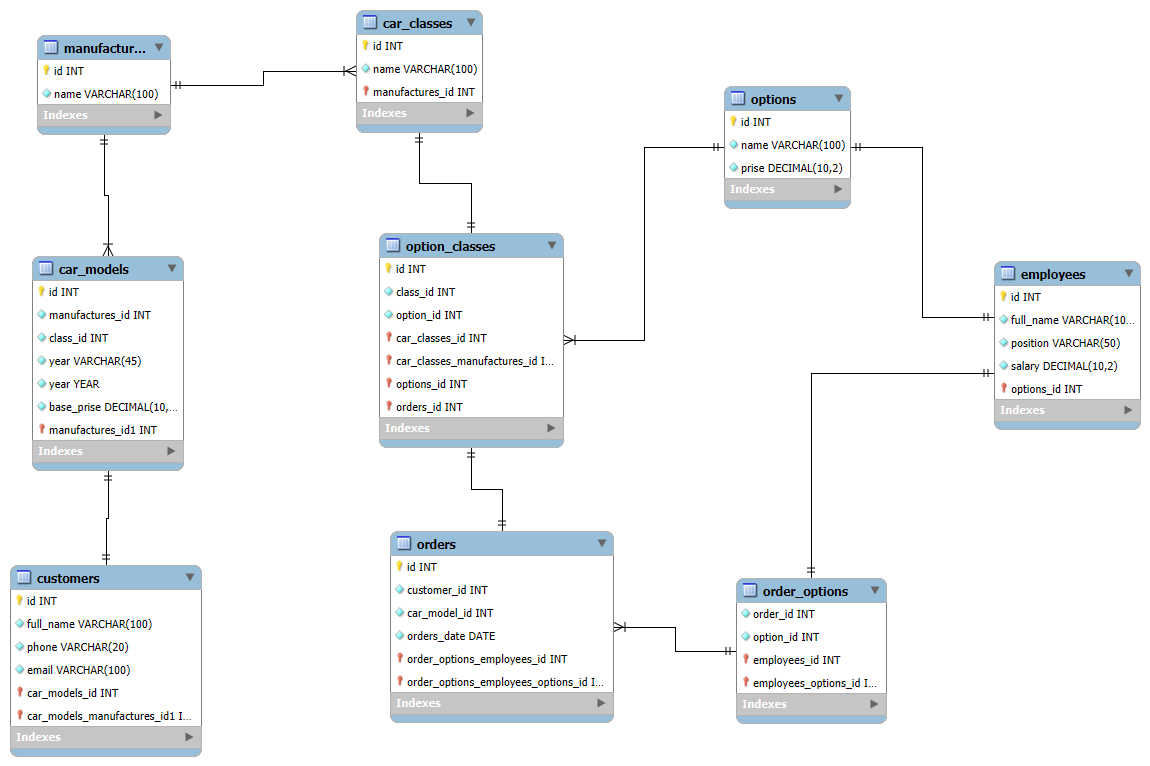 manufactur...
id INT
name VARCHAR(100)
Indexes
car_classes
id INT
name VARCHAR(100)
manufactures_id INT
Indexes
options
id INT
name VARCHAR(100)
prise DECIMAL(10,2)
Indexes
option_classes
id INT
class_id INT
option_id INT
car_classes_id INT
car_classes_manufactures_id I...
options_id INT
orders_id INT
Indexes
employees
id INT
full_name VARCHAR(10...
position VARCHAR(50)
salary DECIMAL(10,2)
options_id INT
Indexes
car_models
id INT
manufactures_id INT
class_id INT
year VARCHAR(45)
year YEAR
base_prise DECIMAL(10,...
manufactures_id1 INT
Indexes
customers
id INT
full_name VARCHAR(100)
phone VARCHAR(20)
email VARCHAR(100)
car_models_id INT
car_models_manufactures_id1 I...
Indexes
orders
id INT
customer_id INT
car_model_id INT
orders_date DATE
order_options_employees_id INT
order_options_employees_options_id I...
Indexes
order_options
order_id INT
option_id INT
employees_id INT
employees_options_id I...
Indexes